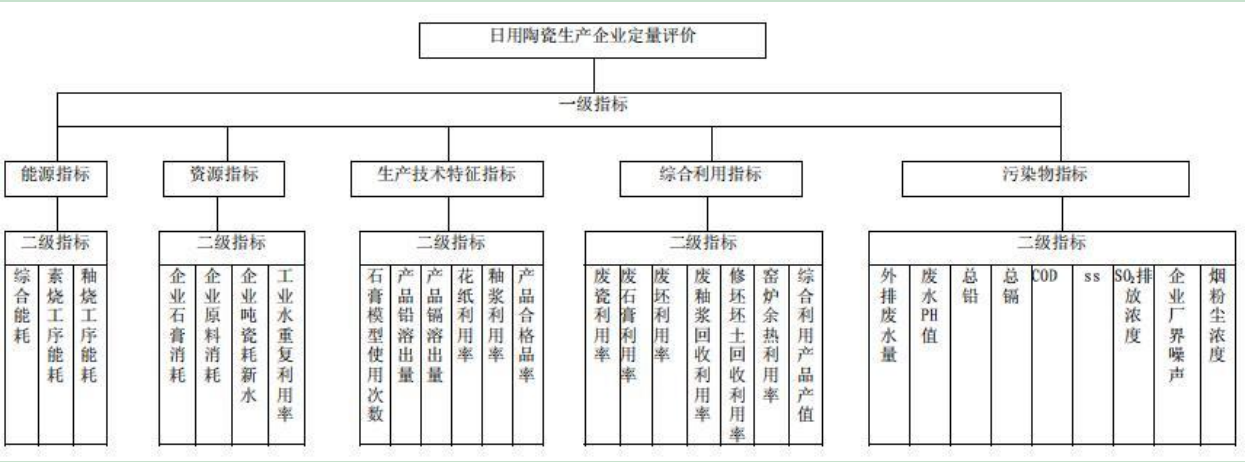 日用陶瓷生产企业定量评价
一级指标
能源指标
资源指标
生产技术特征指标
综合利用指标
污染物指标
二级指标
二级指标
二级指标
二级指标
二级指标
综合能耗
素烧工序能耗
釉烧工序能耗
企业石膏消耗
企业原料消耗
企业吨瓷耗新水
工业水重复利用率
石膏模型使用次数
产品铅溶出量
产品镉溶出量
花纸利用率
釉浆利用率
产品合格品率
废瓷利用率
废石膏利用率
废坯利用率
废釉浆回收利用率
修坯坯土回收利用率
窑炉余热利用率
综合利用产品产值
外排废水量
废水PH值
总铅
总镉
COD
ss
SO₂排放浓度
企业厂界噪声
烟粉尘浓度